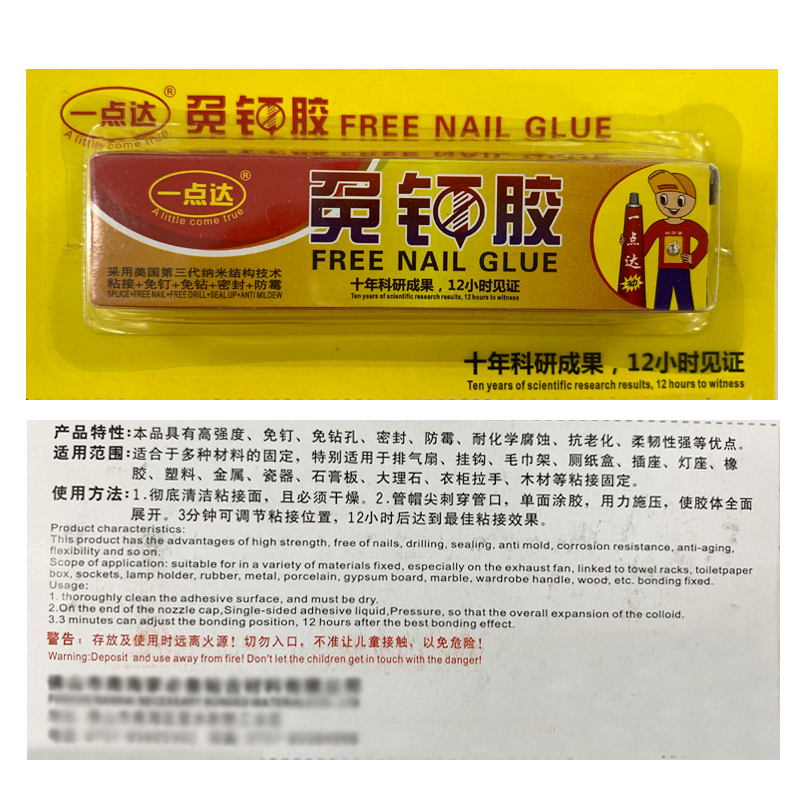 一点达® 免钉胶 FREE NAIL GLUE
A little come true
一点达®
A little come true
免钉胶
FREE NAIL GLUE
采用美国第三代纳米结构技术
粘接+免钉+免钻+密封+防霉
SPLICE+FREE NAIL+FREE DRILL+SEAL UP+ANTI MILDEW
十年科研成果，12小时见证
Ten years of scientific research results, 12 hours to witness
一点达
十年科研成果，12小时见证
Ten years of scientific research results, 12 hours to witness
产品特性:本品具有高强度、免钉、免钻孔、密封、防霉、耐化学腐蚀、抗老化、柔韧性强等优点。
适用范围:适合于多种材料的固定，特别适用于排气扇、挂钩、毛巾架、厕纸盒、插座、灯座、橡
胶、塑料、金属、瓷器、石膏板、大理石、衣柜拉手、木材等粘接固定。
使用方法:1.彻底清洁粘接面，且必须干燥。2.管帽尖刺穿管口，单面涂胶，用力施压，使胶体全面
展开。3分钟可调节粘接位置，12小时后达到最佳粘接效果。
Product characteristics:
This product has the advantages of high strength, free of nails, drilling, sealing, anti mold, corrosion resistance, anti-aging,
flexibility and so on.
Scope of application: suitable for in a variety of materials fixed, especially on the exhaust fan, linked to towel racks, toiletpaper
box, sockets, lamp holder, rubber, metal, porcelain, gypsum board, marble, wardrobe handle, wood, etc. bonding fixed.
Usage:
1. thoroughly clean the adhesive surface, and must be dry.
2.On the end of the nozzle cap,Single-sided adhesive liquid,Pressure, so that the overall expansion of the colloid.
3.3 minutes can adjust the bonding position, 12 hours after the best bonding effect.
警告：存放及使用时远离火源！切勿入口，不准让儿童接触，以免危险！
Warning:Deposit and use away from fire! Don't let the children get in touch with the danger!